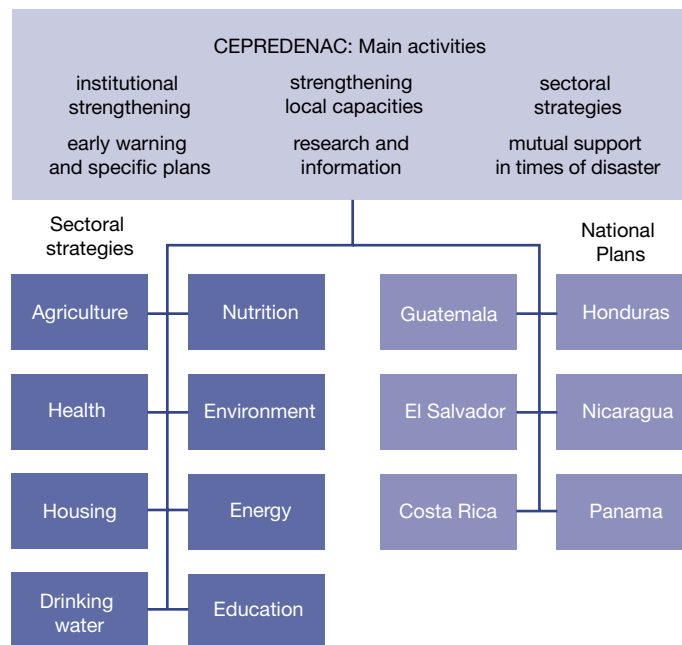 CEPREDENAC: Main activities
institutional
strengthening
strengthening
local capacities
sectoral
strategies
early warning
and specific plans
research and
information
mutual support
in times of disaster
Sectoral
strategies
National
Plans
Agriculture
Nutrition
Guatemala
Honduras
Health
Environment
El Salvador
Nicaragua
Housing
Energy
Costa Rica
Panama
Drinking
water
Education